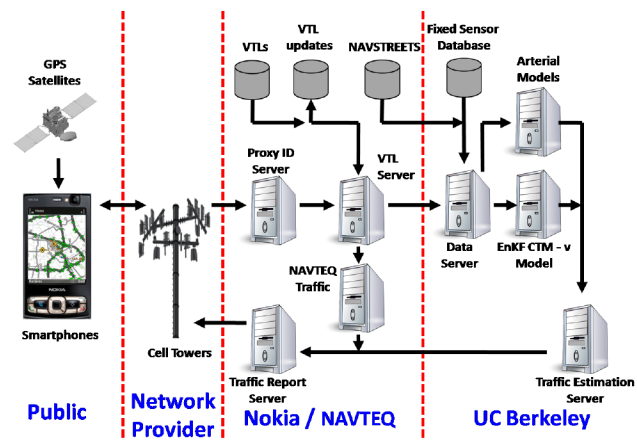 GPS
Satellites
VTLs
VTL
updates
NAVSTREETS
Fixed Sensor
Database
Arterial
Models
Proxy ID
Server
VTL
Server
Data
Server
EnKF CTM – v
Model
NAVTEQ
Traffic
NOKIA
Smartphones
Cell Towers
Traffic Report
Server
Traffic Estimation
Server
Public
Network
Provider
Nokia / NAVTEQ
UC Berkeley